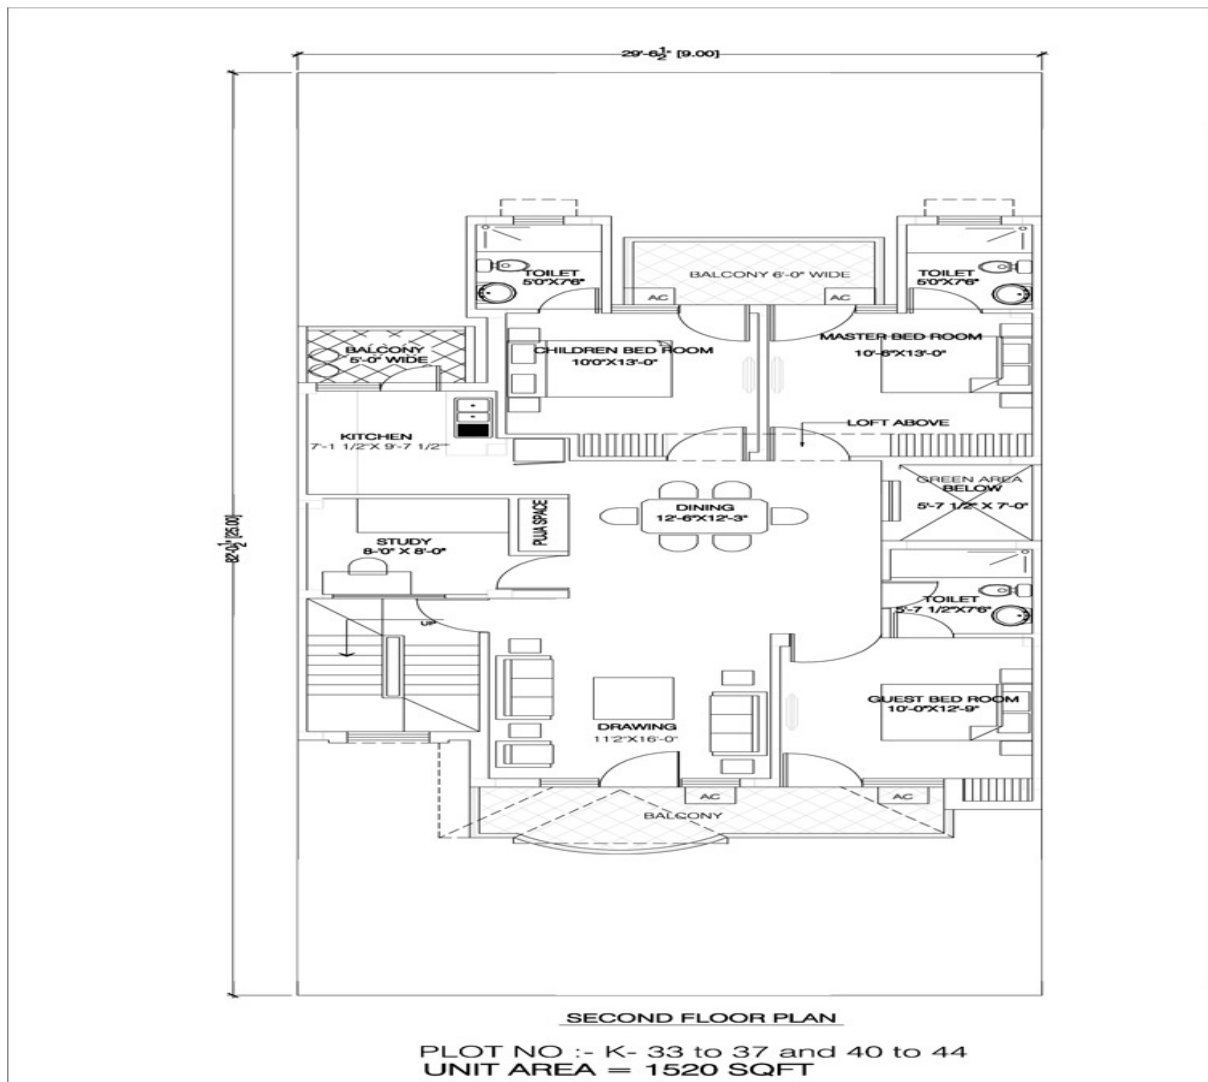 29'-6½" [9.00]
82'-0½" [25.00]
TOILET
5'0"X7'6"
BALCONY 6'-0" WIDE
TOILET
5'0"X7'6"
AC
AC
BALCONY
5'-0" WIDE
CHILDREN BED ROOM
10'0"X13'-0"
MASTER BED ROOM
10'-6"X13'-0"
KITCHEN
7'-1 1/2"X 9'-7 1/2"
LOFT ABOVE
GREEN AREA
BELOW
5'-7 1/2" X 7'-0"
DINING
12'-6"X12'-3"
PUJA SPACE
STUDY
8-'0" X 8'-0"
TOILET
5'-7 1/2"X7'6"
UP
GUEST BED ROOM
10'-0"X12'-9"
DRAWING
11'2"X16'-0"
AC
AC
BALCONY
SECOND FLOOR PLAN
PLOT NO :- K- 33 to 37 and 40 to 44
UNIT AREA = 1520 SQFT